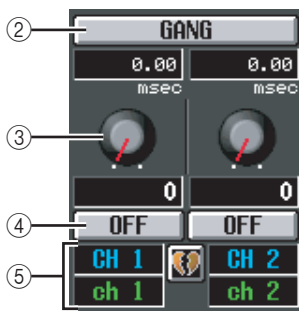 ② GANG
0.00 0.00
msec msec
③
0 0
④ OFF OFF
⑤ CH 1 CH 2
ch 1 ch 2